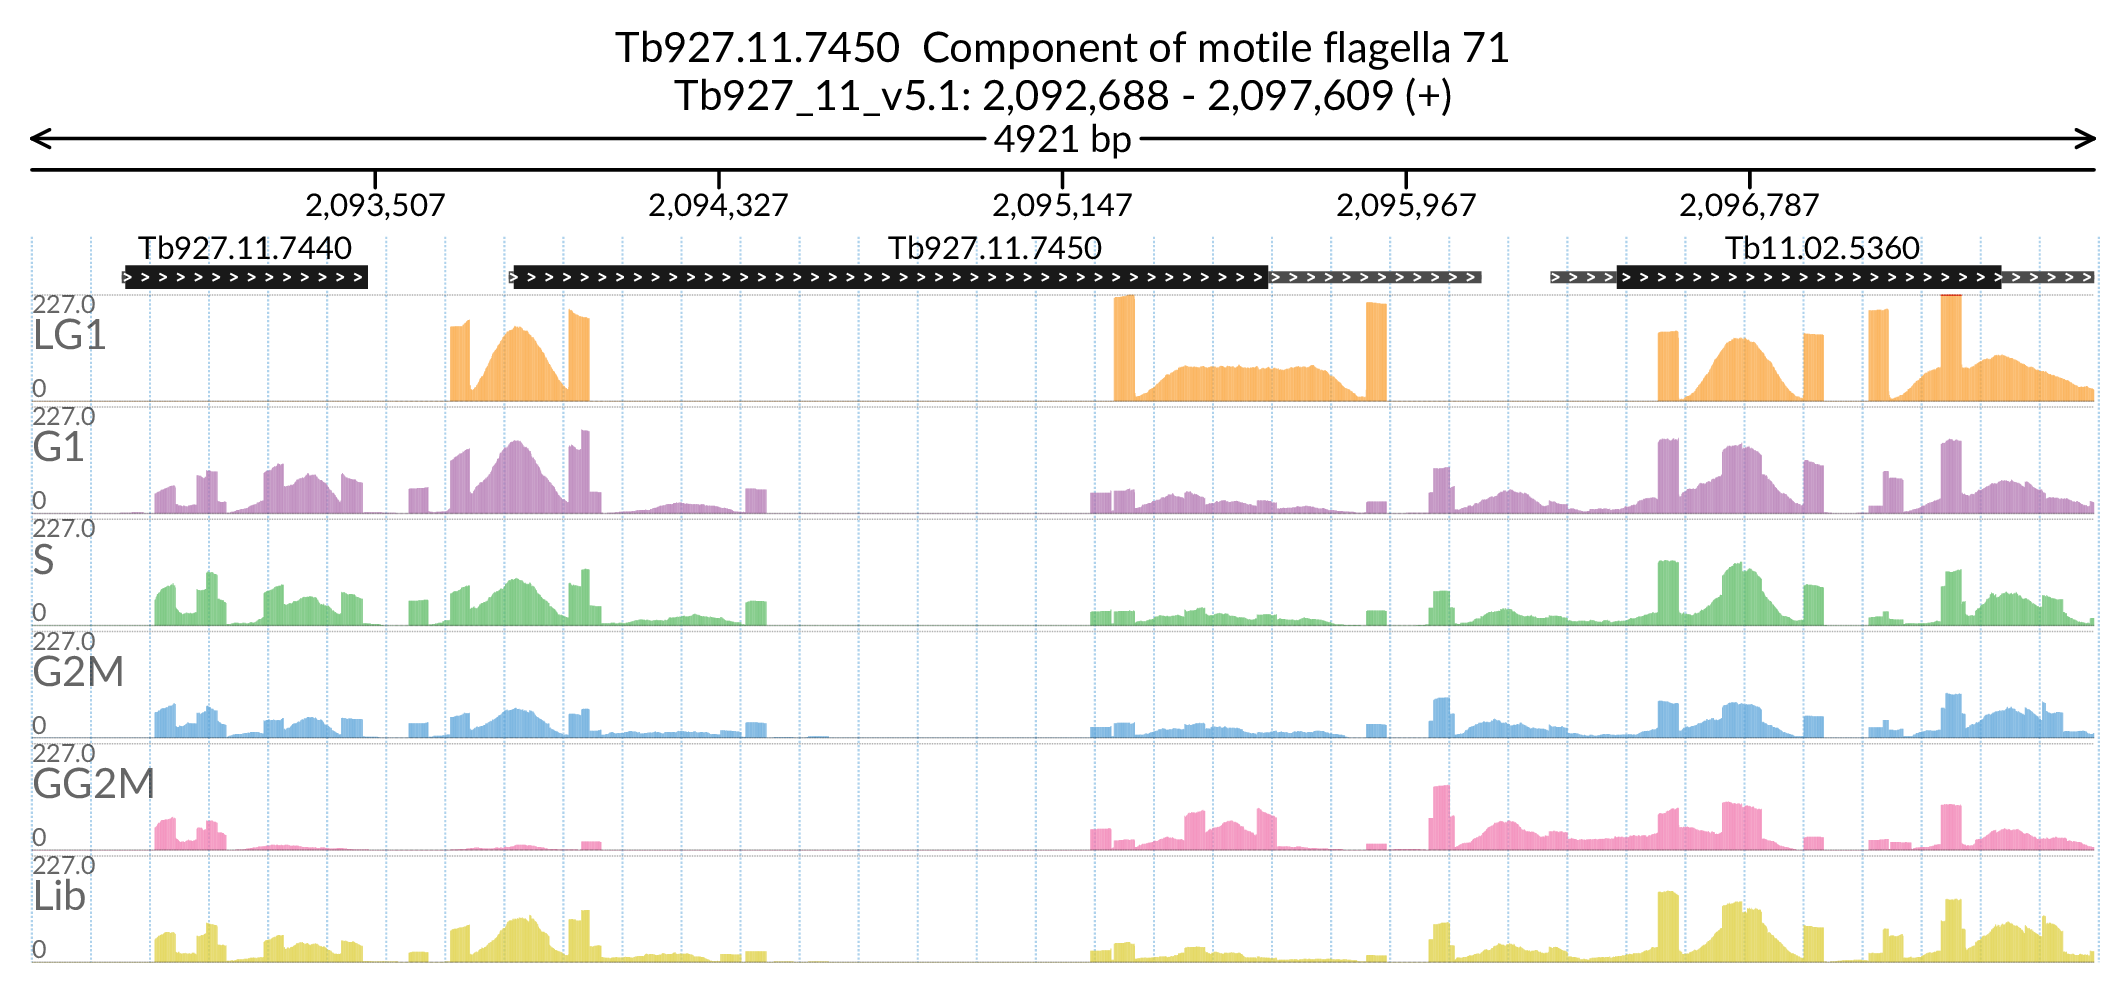 Tb927.11.7450 Component of motile flagella 71
Tb927_11_v5.1: 2,092,688 - 2,097,609 (+)
4921 bp
2,093,507 2,094,327 2,095,147 2,095,967 2,096,787
Tb927.11.7440 Tb927.11.7450 Tb11.02.5360
227.0
LG1
0
227.0
G1
0
227.0
S
0
227.0
G2M
0
227.0
GG2M
0
227.0
Lib
0